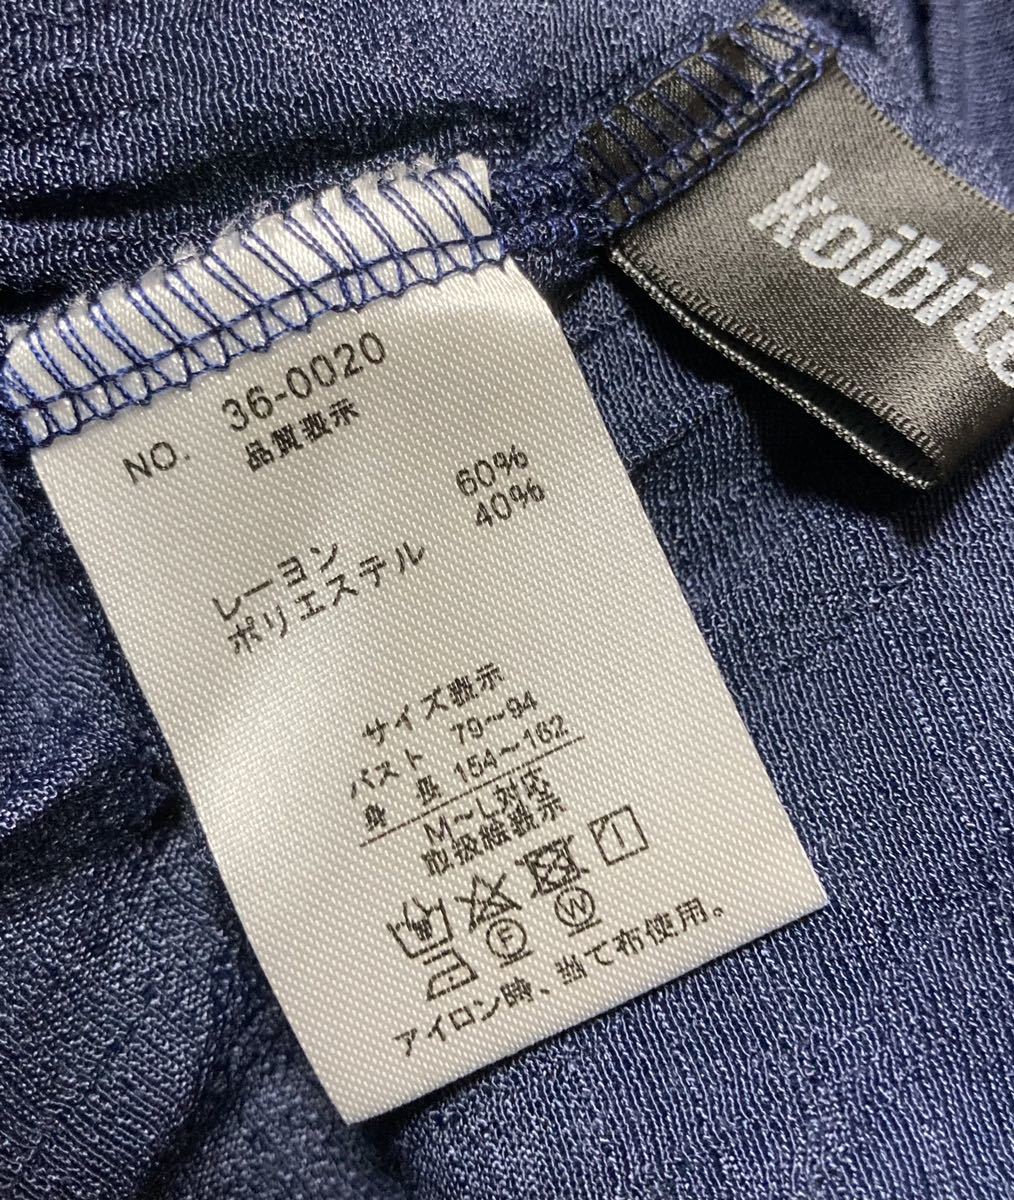 NO. 36-0020
品質表示
レーヨン 60%
ポリエステル 40%
サイズ表示
バスト 79〜94
身 長 154〜162
M〜L対応
取扱絵表示
F
W
アイロン時、当て布使用。